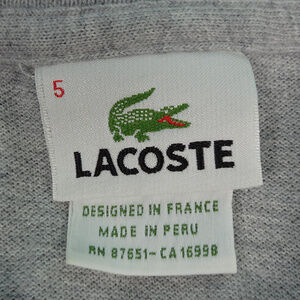 5
LACOSTE
DESIGNED IN FRANCE
MADE IN PERU
RN 87651-CA 16998